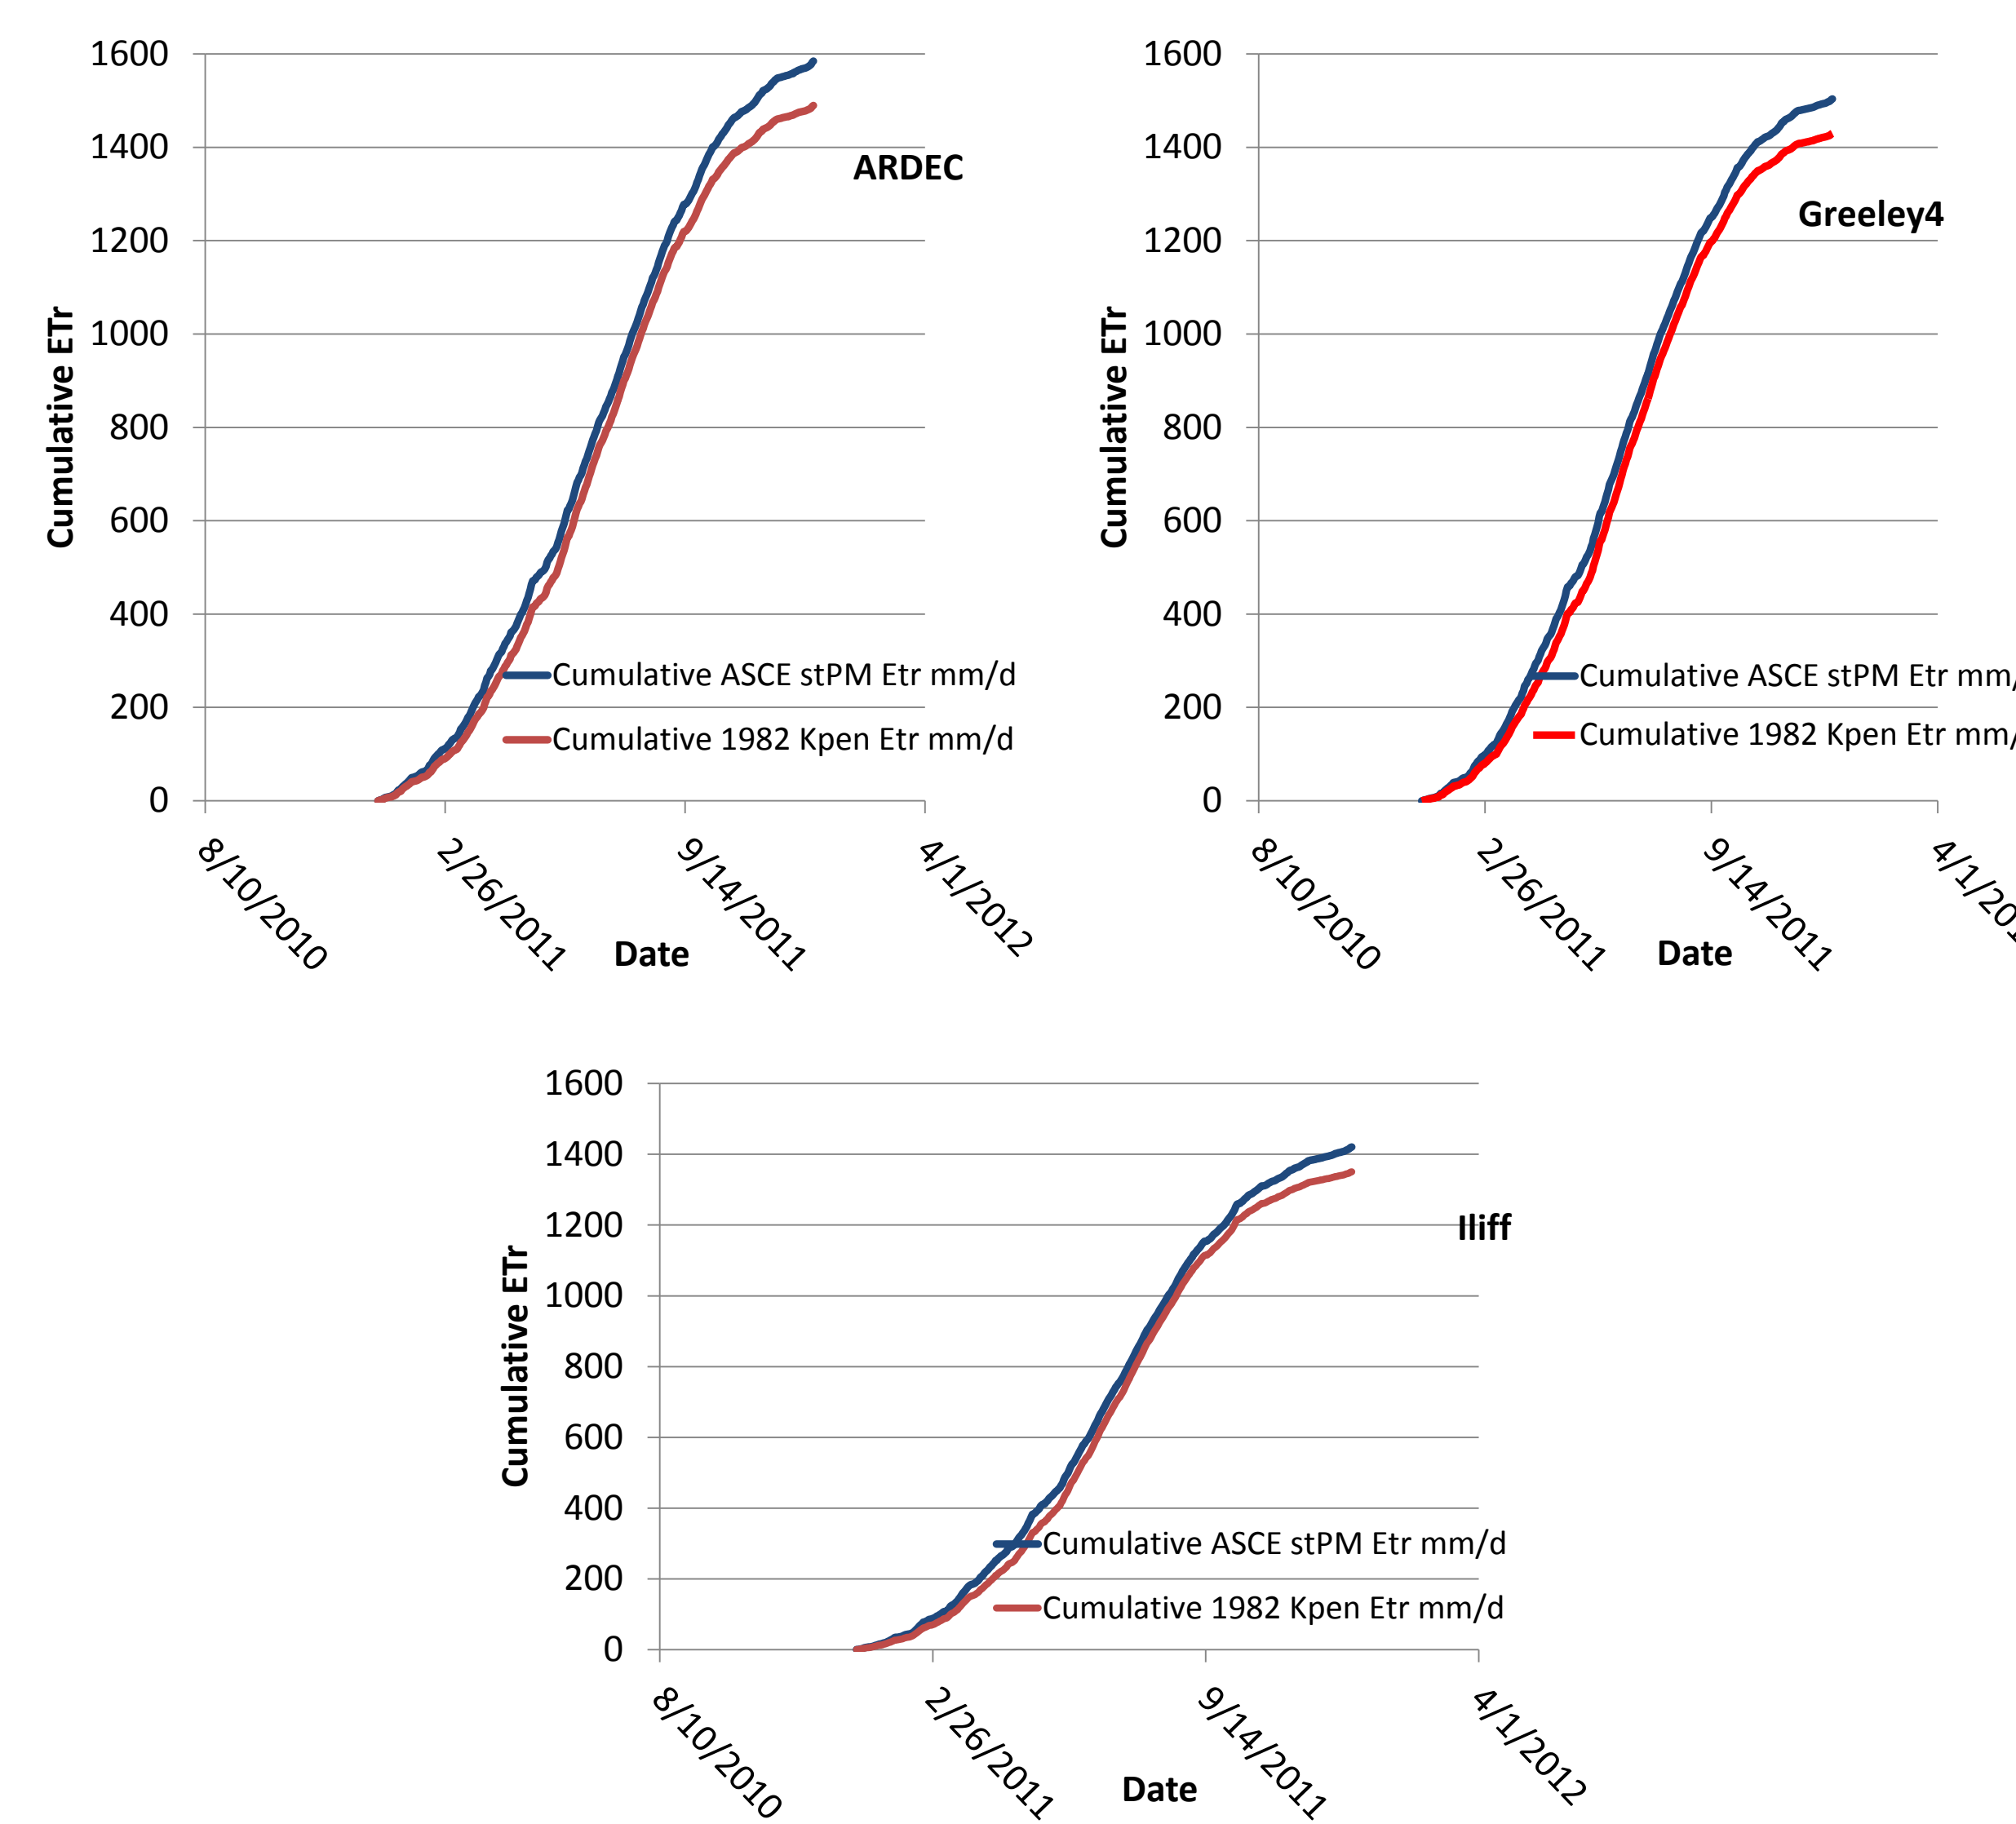 1600
1400
1200
1000
800
600
400
200
0
Cumulative ETr
ARDEC
Cumulative ASCE stPM Etr mm/d
Cumulative 1982 Kpen Etr mm/d
8/10/2010
2/26/2011
9/14/2011
4/1/2012
Date
1600
1400
1200
1000
800
600
400
200
0
Cumulative ETr
Greeley4
Cumulative ASCE stPM Etr mm/
Cumulative 1982 Kpen Etr mm/
8/10/2010
2/26/2011
9/14/2011
4/1/201
Date
1600
1400
1200
1000
800
600
400
200
0
Cumulative ETr
Iliff
Cumulative ASCE stPM Etr mm/d
Cumulative 1982 Kpen Etr mm/d
8/10/2010
2/26/2011
9/14/2011
4/1/2012
Date